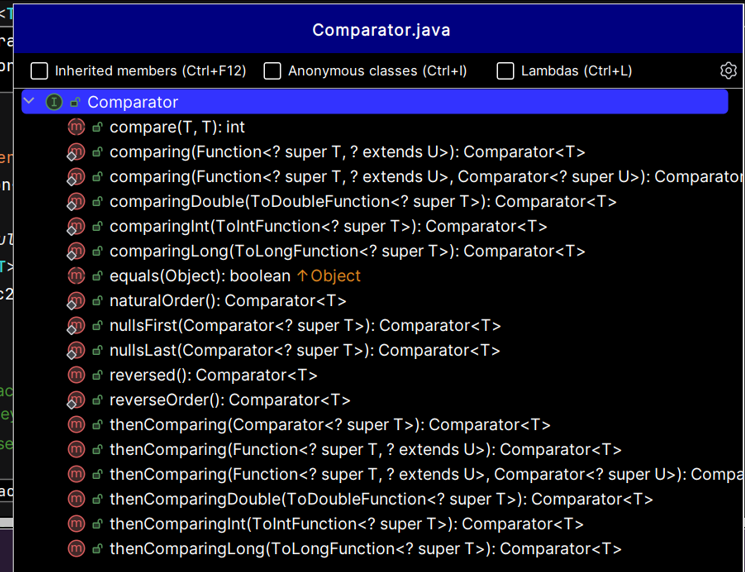 <T
Comparator.java
ra
Inherited members (Ctrl+F12) Anonymous classes (Ctrl+I) Lambdas (Ctrl+L)
Comparator
compare(T, T): int
comparing(Function<? super T, ? extends U>): Comparator<T>
comparing(Function<? super T, ? extends U>, Comparator<? super U>): Comparator
comparingDouble(ToDoubleFunction<? super T>): Comparator<T>
comparingInt(ToIntFunction<? super T>): Comparator<T>
comparingLong(ToLongFunction<? super T>): Comparator<T>
equals(Object): boolean ↑Object
naturalOrder(): Comparator<T>
nullsFirst(Comparator<? super T>): Comparator<T>
nullsLast(Comparator<? super T>): Comparator<T>
reversed(): Comparator<T>
reverseOrder(): Comparator<T>
thenComparing(Comparator<? super T>): Comparator<T>
thenComparing(Function<? super T, ? extends U>): Comparator<T>
thenComparing(Function<? super T, ? extends U>, Comparator<? super U>): Compa
thenComparingDouble(ToDoubleFunction<? super T>): Comparator<T>
thenComparingInt(ToIntFunction<? super T>): Comparator<T>
thenComparingLong(ToLongFunction<? super T>): Comparator<T>